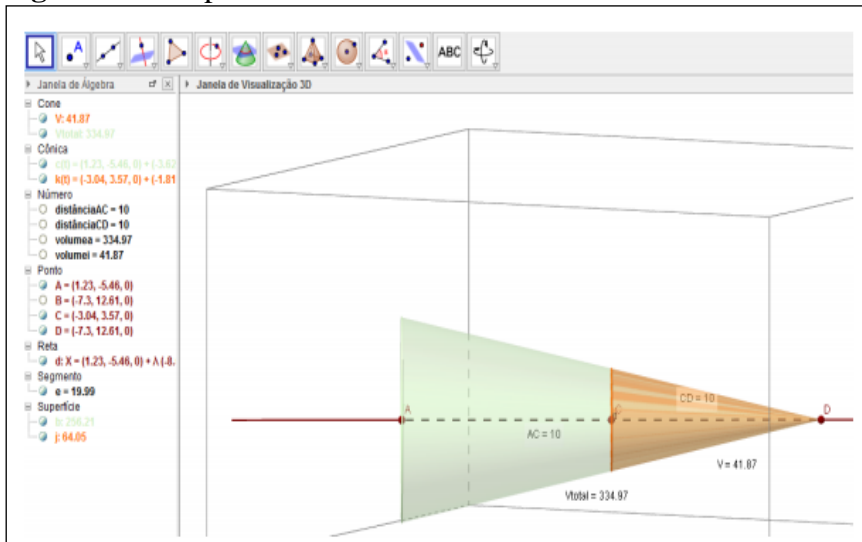 ABC
Janela de Álgebra
Janela de Visualização 3D
Cone
V: 41.87
Vtotal: 334.97
Cônica
c(t) = (1.23, -5.46, 0) + (-3.62
k(t) = (-3.04, 3.57, 0) + (-1.81
Número
distânciaAC = 10
distânciaCD = 10
volumea = 334.97
volumei = 41.87
Ponto
A = (1.23, -5.46, 0)
B = (-7.3, 12.61, 0)
C = (-3.04, 3.57, 0)
D = (-7.3, 12.61, 0)
Reta
d: X = (1.23, -5.46, 0) + λ (-8.
Segmento
e = 19.99
Superfície
b: 256.21
j: 64.05
A
C
CD = 10
D
AC = 10
V = 41.87
Vtotal = 334.97